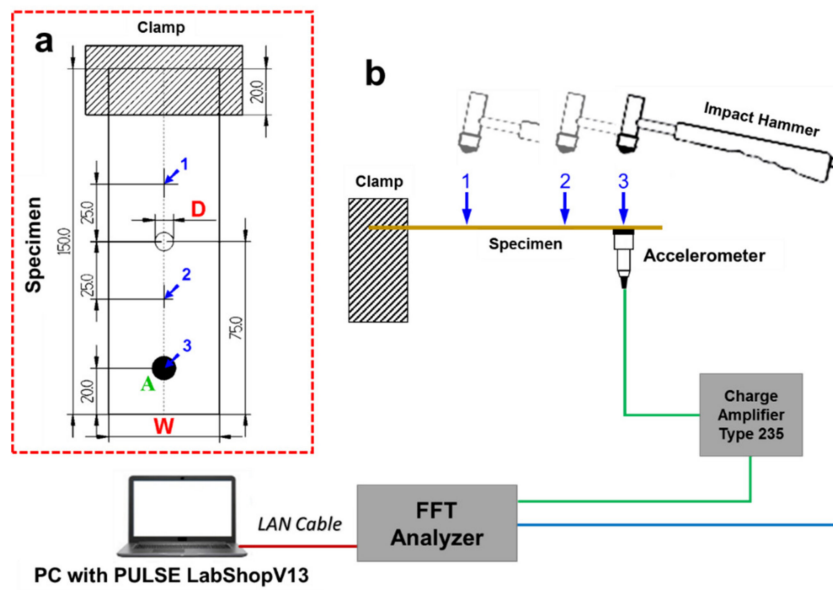 a
Clamp
20.0
1
D
Specimen
150.0
25.0
25.0
2
75.0
3
A
20.0
W
b
Impact Hammer
Clamp
1
2
3
Specimen
Accelerometer
Charge
Amplifier
Type 235
LAN Cable
FFT
Analyzer
PC with PULSE LabShopV13